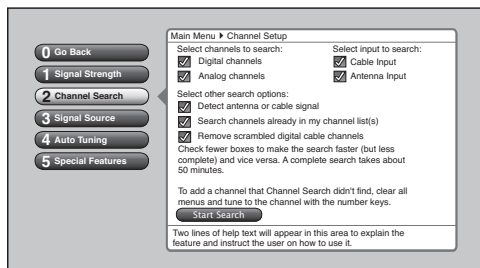 Main Menu ▸ Channel Setup
0 Go Back
1 Signal Strength
2 Channel Search
3 Signal Source
4 Auto Tuning
5 Special Features
Select channels to search:
Digital channels
Analog channels
Select input to search:
Cable Input
Antenna Input
Select other search options:
Detect antenna or cable signal
Search channels already in my channel list(s)
Remove scrambled digital cable channels
Check fewer boxes to make the search faster (but less
complete) and vice versa. A complete search takes about
50 minutes.
To add a channel that Channel Search didn't find, clear all
menus and tune to the channel with the number keys.
Start Search
Two lines of help text will appear in this area to explain the
feature and instruct the user on how to use it.